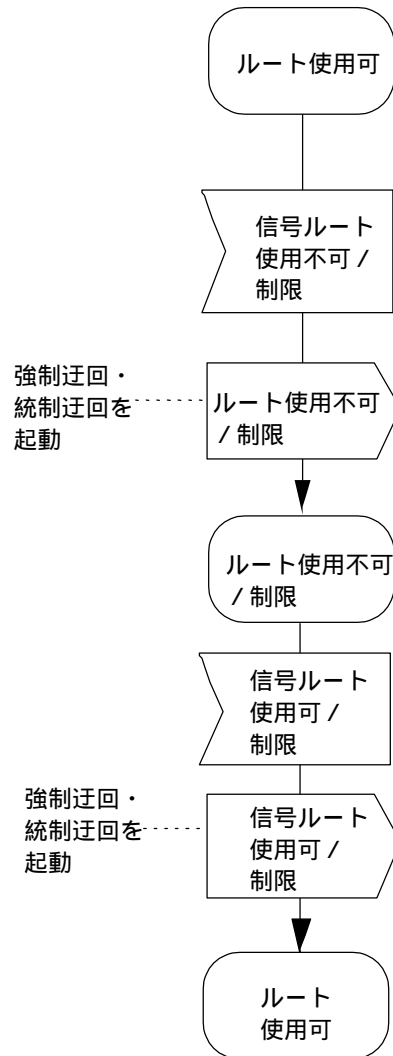 ルート使用可
信号ルート
使用不可 /
制限
強制迂回・
統制迂回を
起動
ルート使用不可
/ 制限
ルート使用不可
/ 制限
信号ルート
使用可 /
制限
強制迂回・
統制迂回を
起動
信号ルート
使用可 /
制限
ルート
使用可